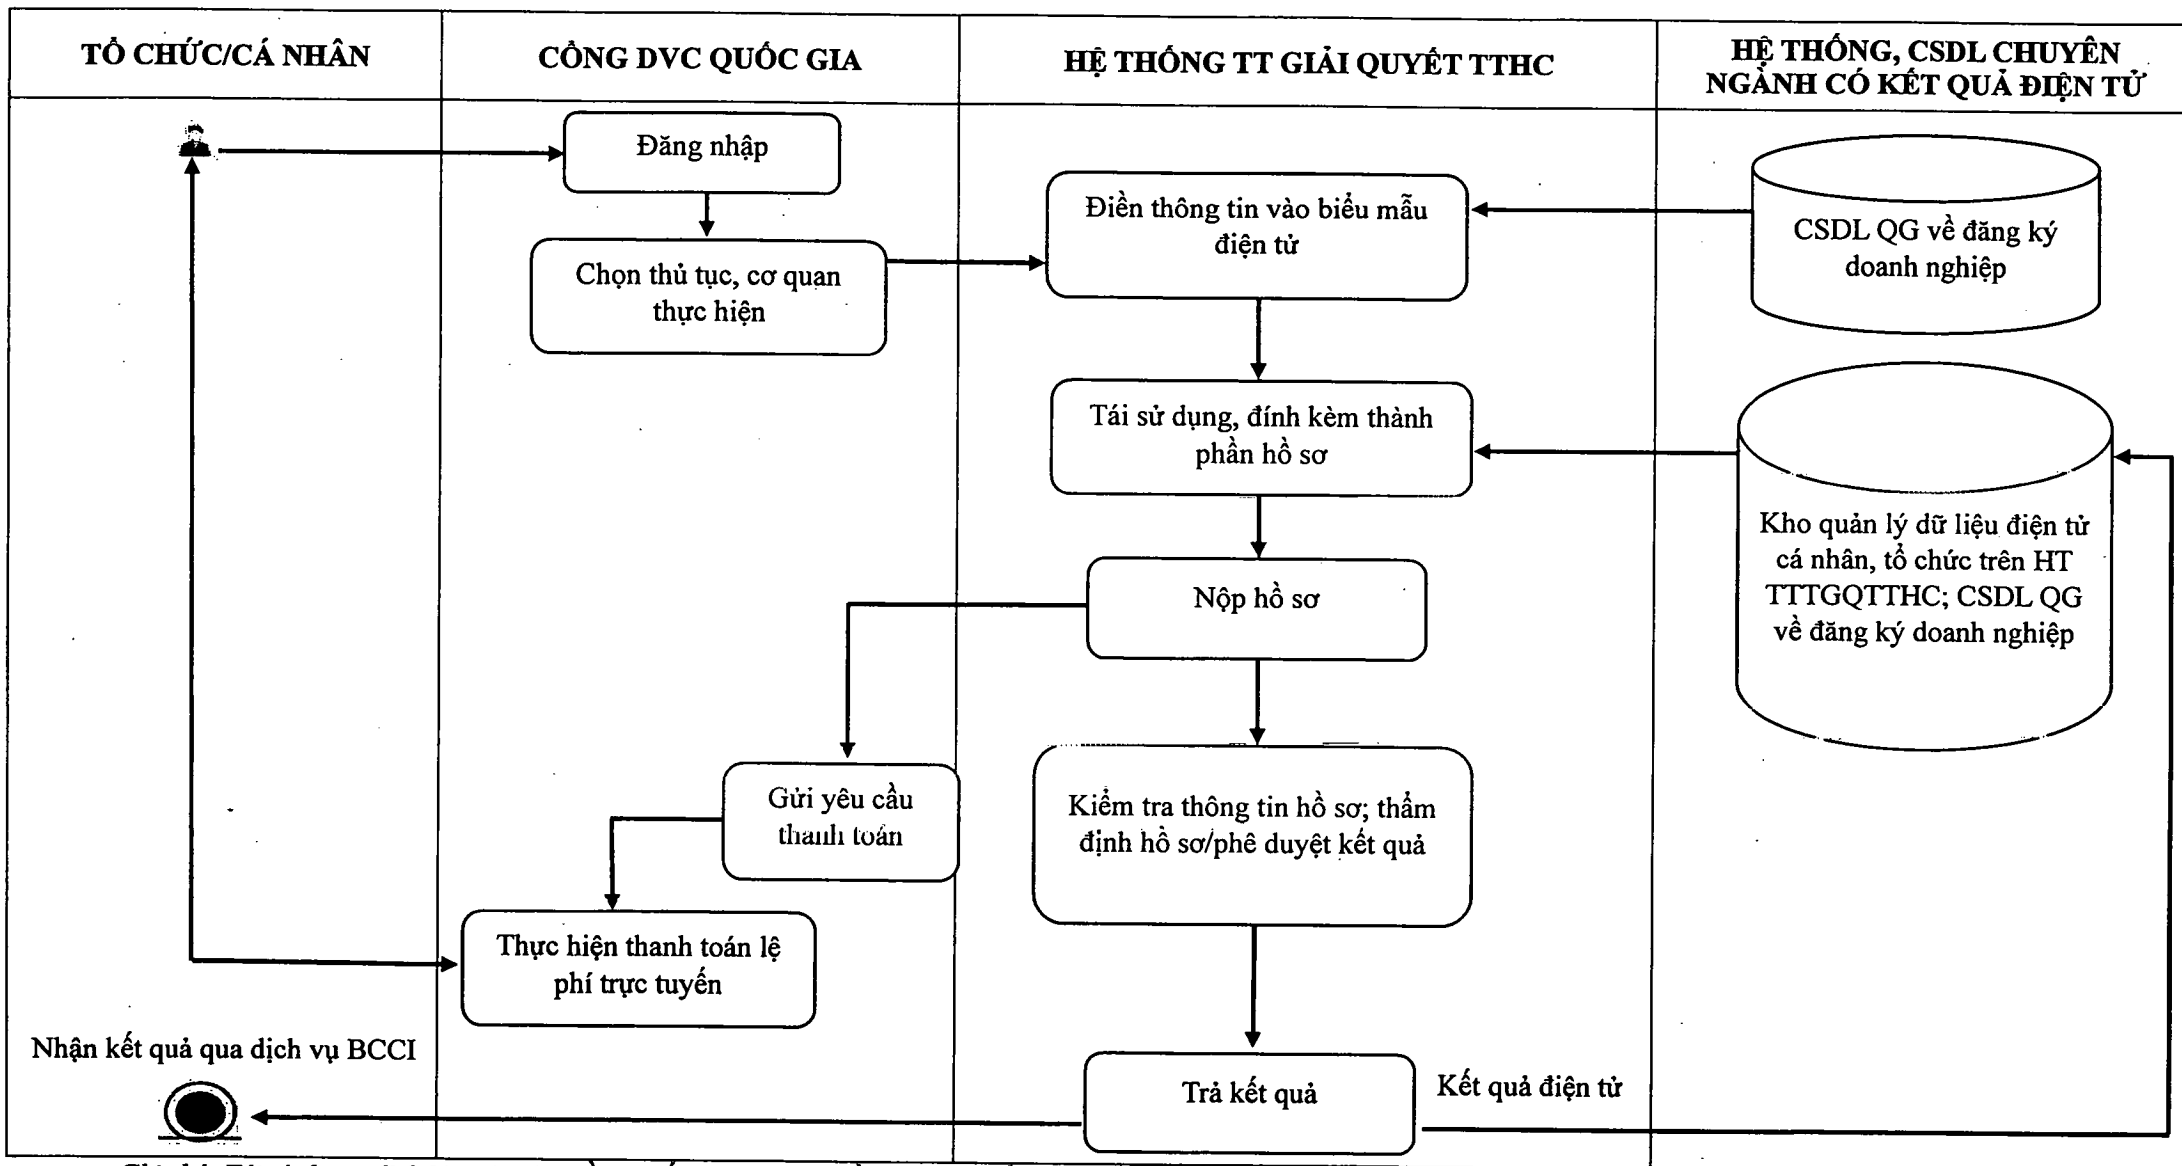 TỔ CHỨC/CÁ NHÂN
CỔNG DVC QUỐC GIA
HỆ THỐNG TT GIẢI QUYẾT TTHC
HỆ THỐNG, CSDL CHUYÊN
NGÀNH CÓ KẾT QUẢ ĐIỆN TỬ
Đăng nhập
Chọn thủ tục, cơ quan
thực hiện
Điền thông tin vào biểu mẫu
điện tử
CSDL QG về đăng ký
doanh nghiệp
Tái sử dụng, đính kèm thành
phần hồ sơ
Kho quản lý dữ liệu điện tử
cá nhân, tổ chức trên HT
TTTGQTTHC; CSDL QG
về đăng ký doanh nghiệp
Nộp hồ sơ
Gửi yêu cầu
thanh toán
Kiểm tra thông tin hồ sơ; thẩm
định hồ sơ/phê duyệt kết quả
Thực hiện thanh toán lệ
phí trực tuyến
Nhận kết quả qua dịch vụ BCCI
Trả kết quả
Kết quả điện tử